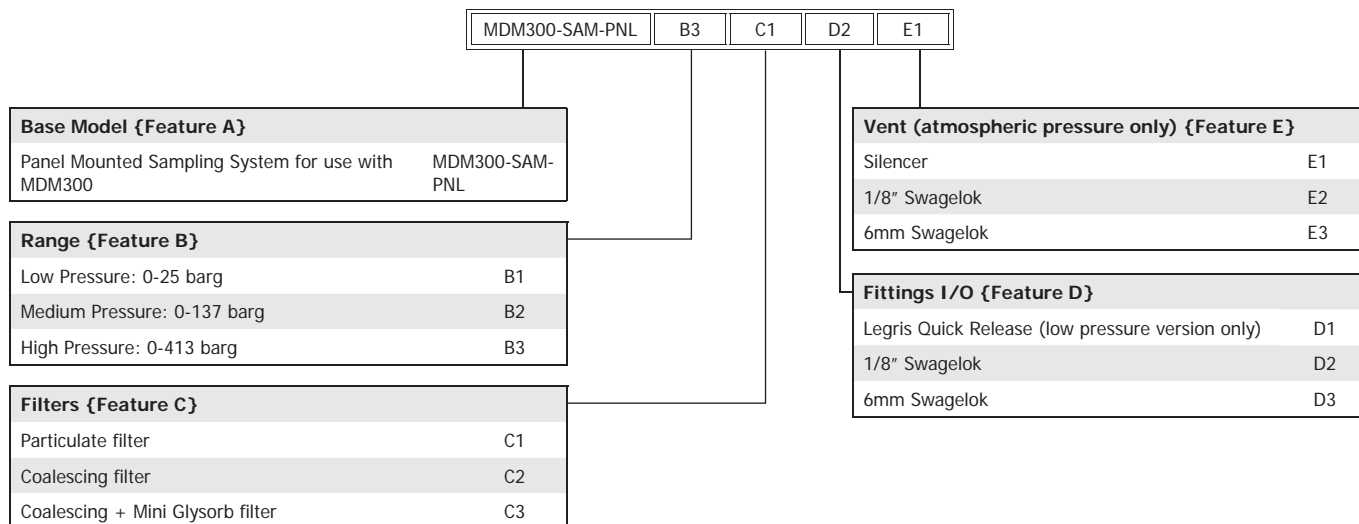 MDM300-SAM-PNL B3 C1 D2 E1
Base Model {Feature A}
Panel Mounted Sampling System for use with MDM300-SAM-
MDM300 PNL
Range {Feature B}
Low Pressure: 0-25 barg B1
Medium Pressure: 0-137 barg B2
High Pressure: 0-413 barg B3
Filters {Feature C}
Particulate filter C1
Coalescing filter C2
Coalescing + Mini Glysorb filter C3
Vent (atmospheric pressure only) {Feature E}
Silencer E1
1/8" Swagelok E2
6mm Swagelok E3
Fittings I/O {Feature D}
Legris Quick Release (low pressure version only) D1
1/8" Swagelok D2
6mm Swagelok D3